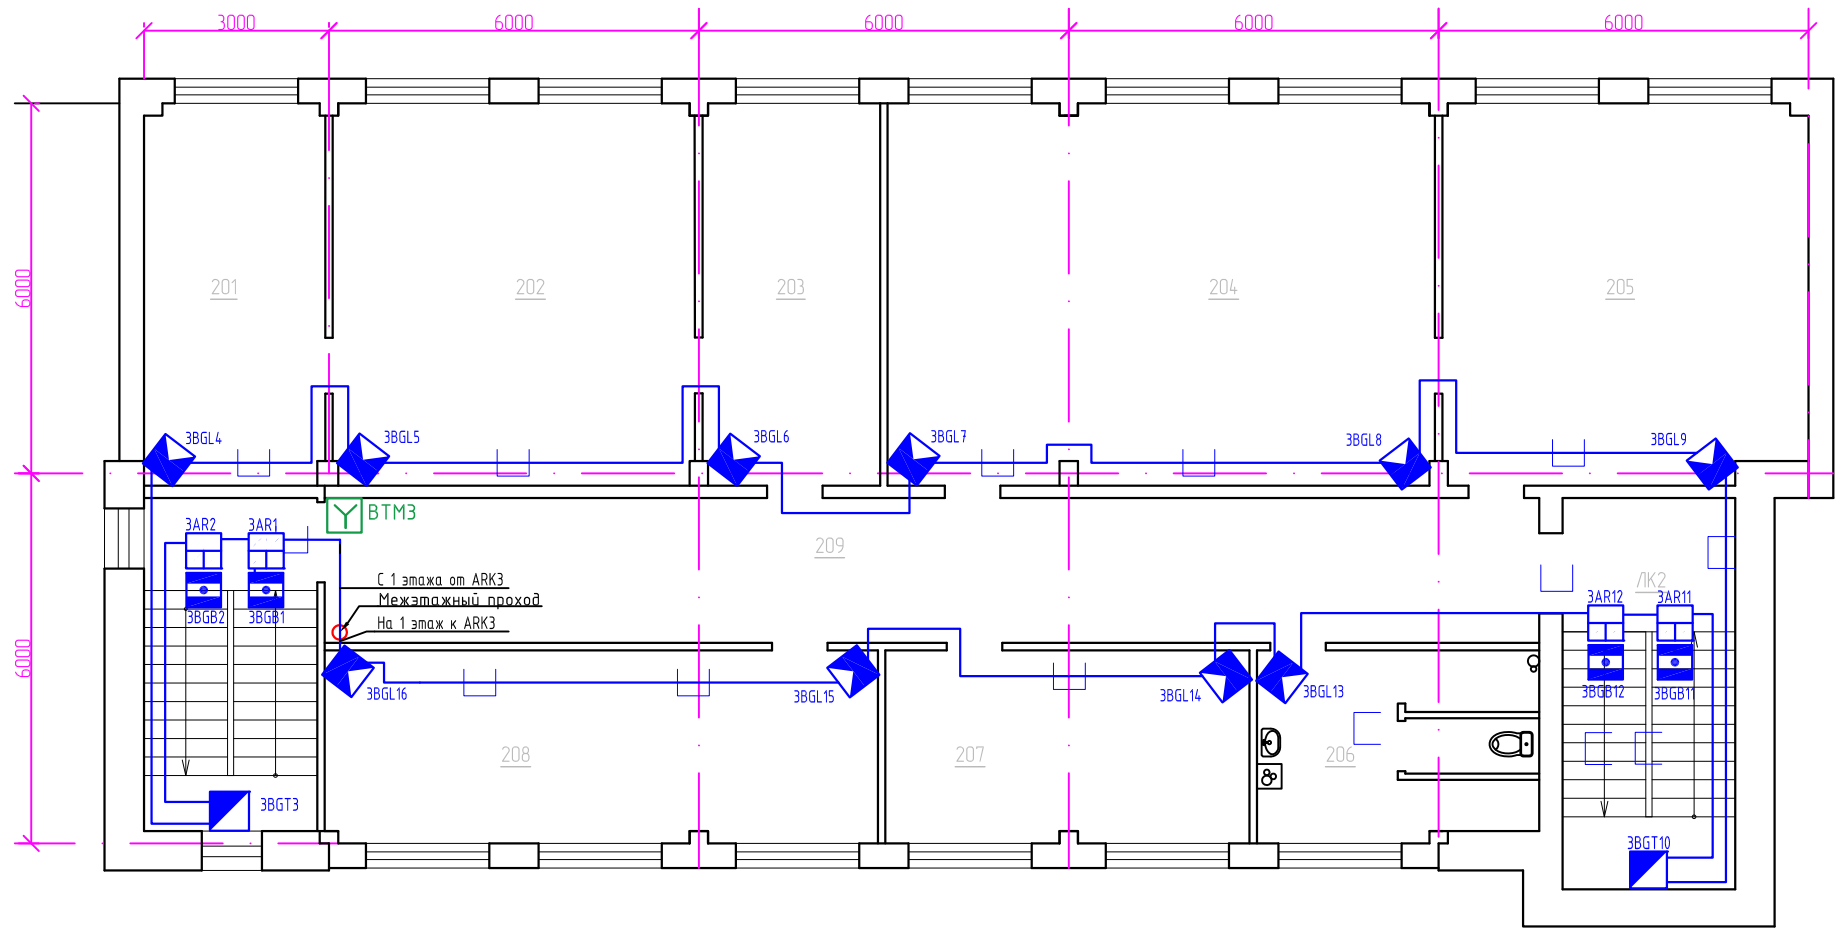 3000
6000
6000
6000
6000
6000
201
202
203
204
205
3BGL4
3BGL5
3BGL6
3BGL7
3BGL8
3BGL9
ВТМ3
3AR2
3AR1
209
С 1 этажа от ARK3
Межэтажный проход
На 1 этаж к ARK3
3BGB2
3BGB1
ЛК2
3AR12
3AR11
6000
3BGL16
3BGL15
3BGL14
3BGL13
3BGB12
3BGB11
208
207
206
3BGT3
3BGT10